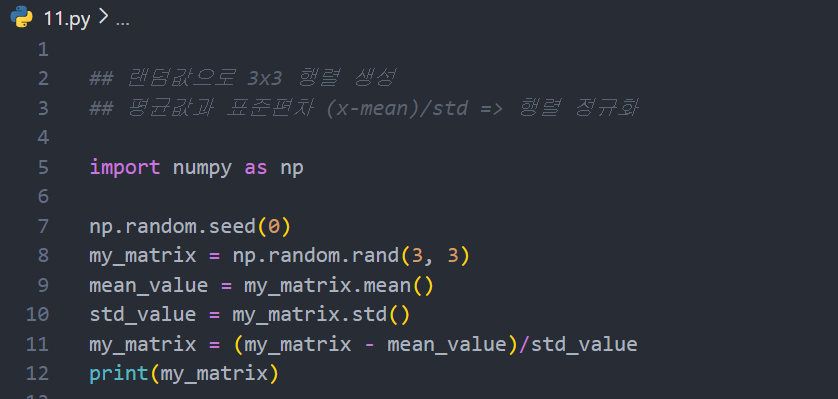 11.py > ...
1
2 ## 랜덤값으로 3x3 행렬 생성
3 ## 평균값과 표준편차 (x-mean)/std => 행렬 정규화
4
5 import numpy as np
6
7 np.random.seed(0)
8 my_matrix = np.random.rand(3, 3)
9 mean_value = my_matrix.mean()
10 std_value = my_matrix.std()
11 my_matrix = (my_matrix - mean_value)/std_value
12 print(my_matrix)